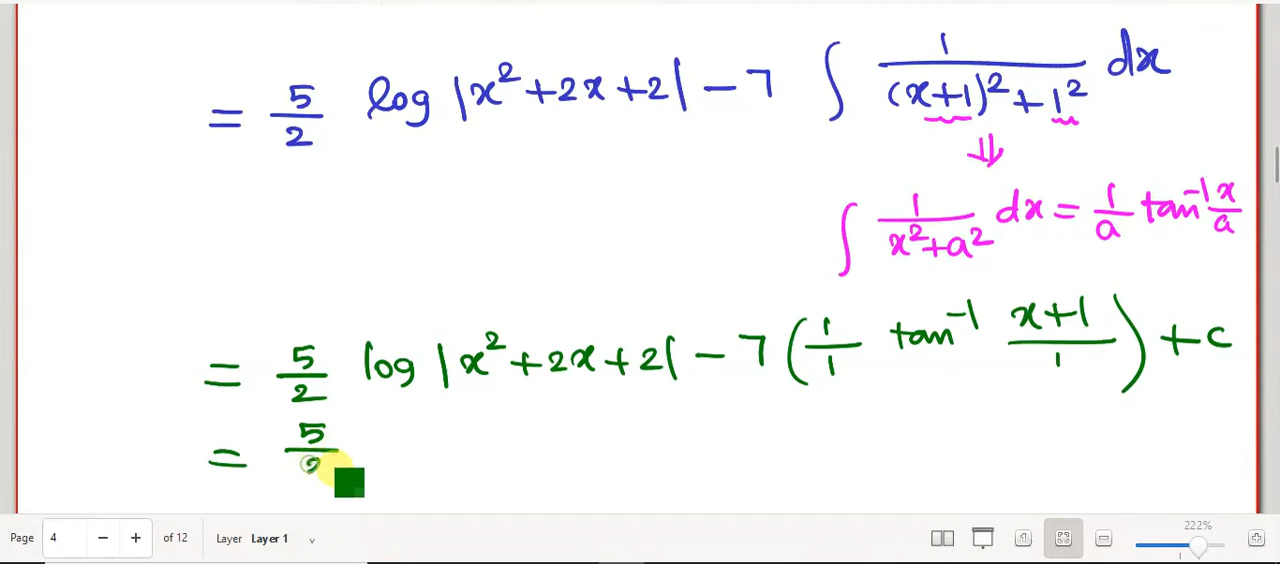 = 5/2 log |x² + 2x + 2| − 7 ∫ 1/((x+1)² + 1²) dx
⇓
∫ 1/(x² + a²) dx = 1/a tan⁻¹ x/a
= 5/2 log |x² + 2x + 2| − 7 (1/1 tan⁻¹ (x+1)/1) + c
= 5/2
Page 4 − + of 12 Layer Layer 1 222%